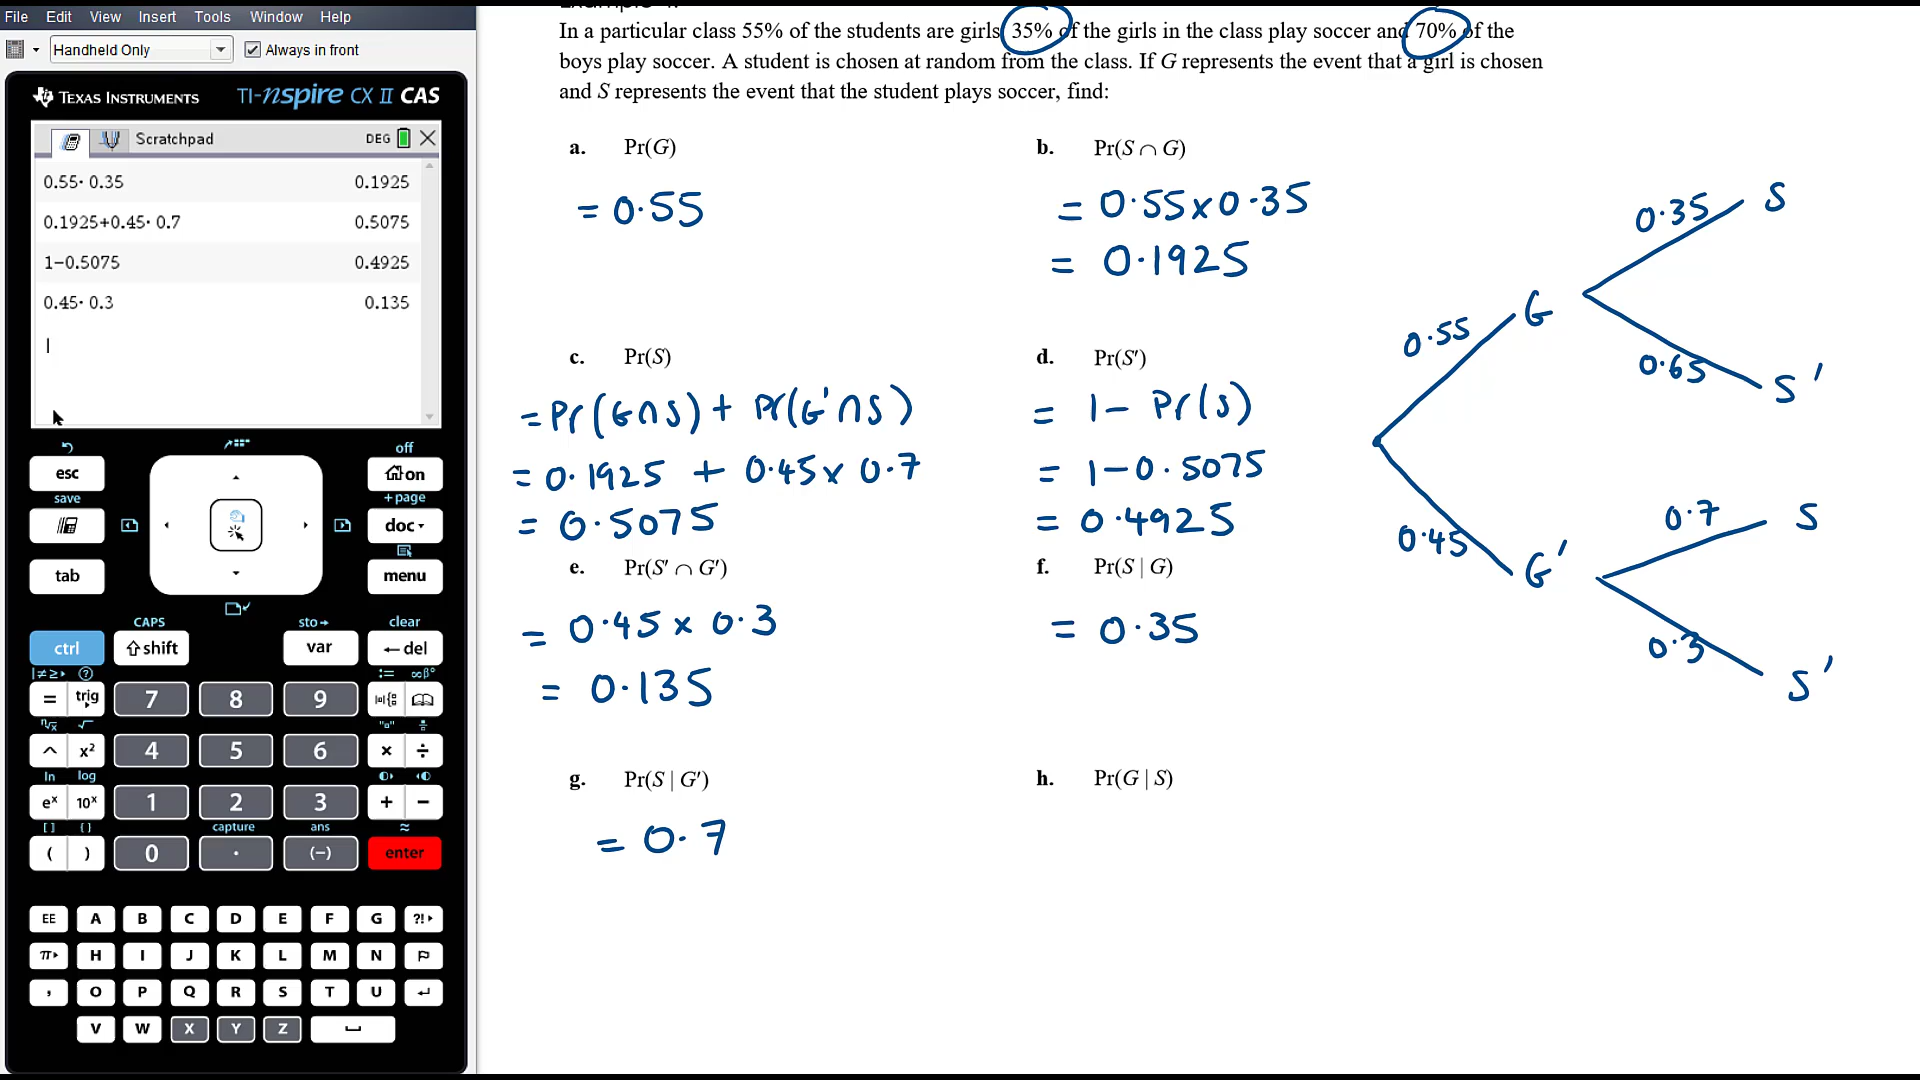 File Edit View Insert Tools Window Help
Handheld Only Always in front
TEXAS INSTRUMENTS TI-nspire CX II CAS
Scratchpad DEG
0.55· 0.35 0.1925
0.1925+0.45· 0.7 0.5075
1-0.5075 0.4925
0.45· 0.3 0.135
off
esc on
save +page
doc
tab menu
CAPS sto→ clear
ctrl ⇧shift var ←del
|≠≥▸ ? := ∞β°
= trig 7 8 9
ⁿ√x √ "▫" ÷
^ x² 4 5 6 × ÷
ln log
eˣ 10ˣ 1 2 3 + −
[ ] { } capture ans ≈
( ) 0 . (−) enter
EE A B C D E F G ?!▸
π▸ H I J K L M N
, O P Q R S T U ↵
V W X Y Z
In a particular class 55% of the students are girls 35% of the girls in the class play soccer and 70% of the
boys play soccer. A student is chosen at random from the class. If G represents the event that a girl is chosen
and S represents the event that the student plays soccer, find:
a. Pr(G)
= 0.55
b. Pr(S ∩ G)
= 0.55×0.35
= 0.1925
c. Pr(S)
= Pr(G∩S) + Pr(G'∩S)
= 0.1925 + 0.45 × 0.7
= 0.5075
d. Pr(S′)
= 1 − Pr(S)
= 1 − 0.5075
= 0.4925
e. Pr(S′ ∩ G′)
= 0.45 × 0.3
= 0.135
f. Pr(S | G)
= 0.35
g. Pr(S | G′)
= 0.7
h. Pr(G | S)
0.35 S
0.55 G
0.65 S'
0.7 S
0.45 G'
0.3 S'